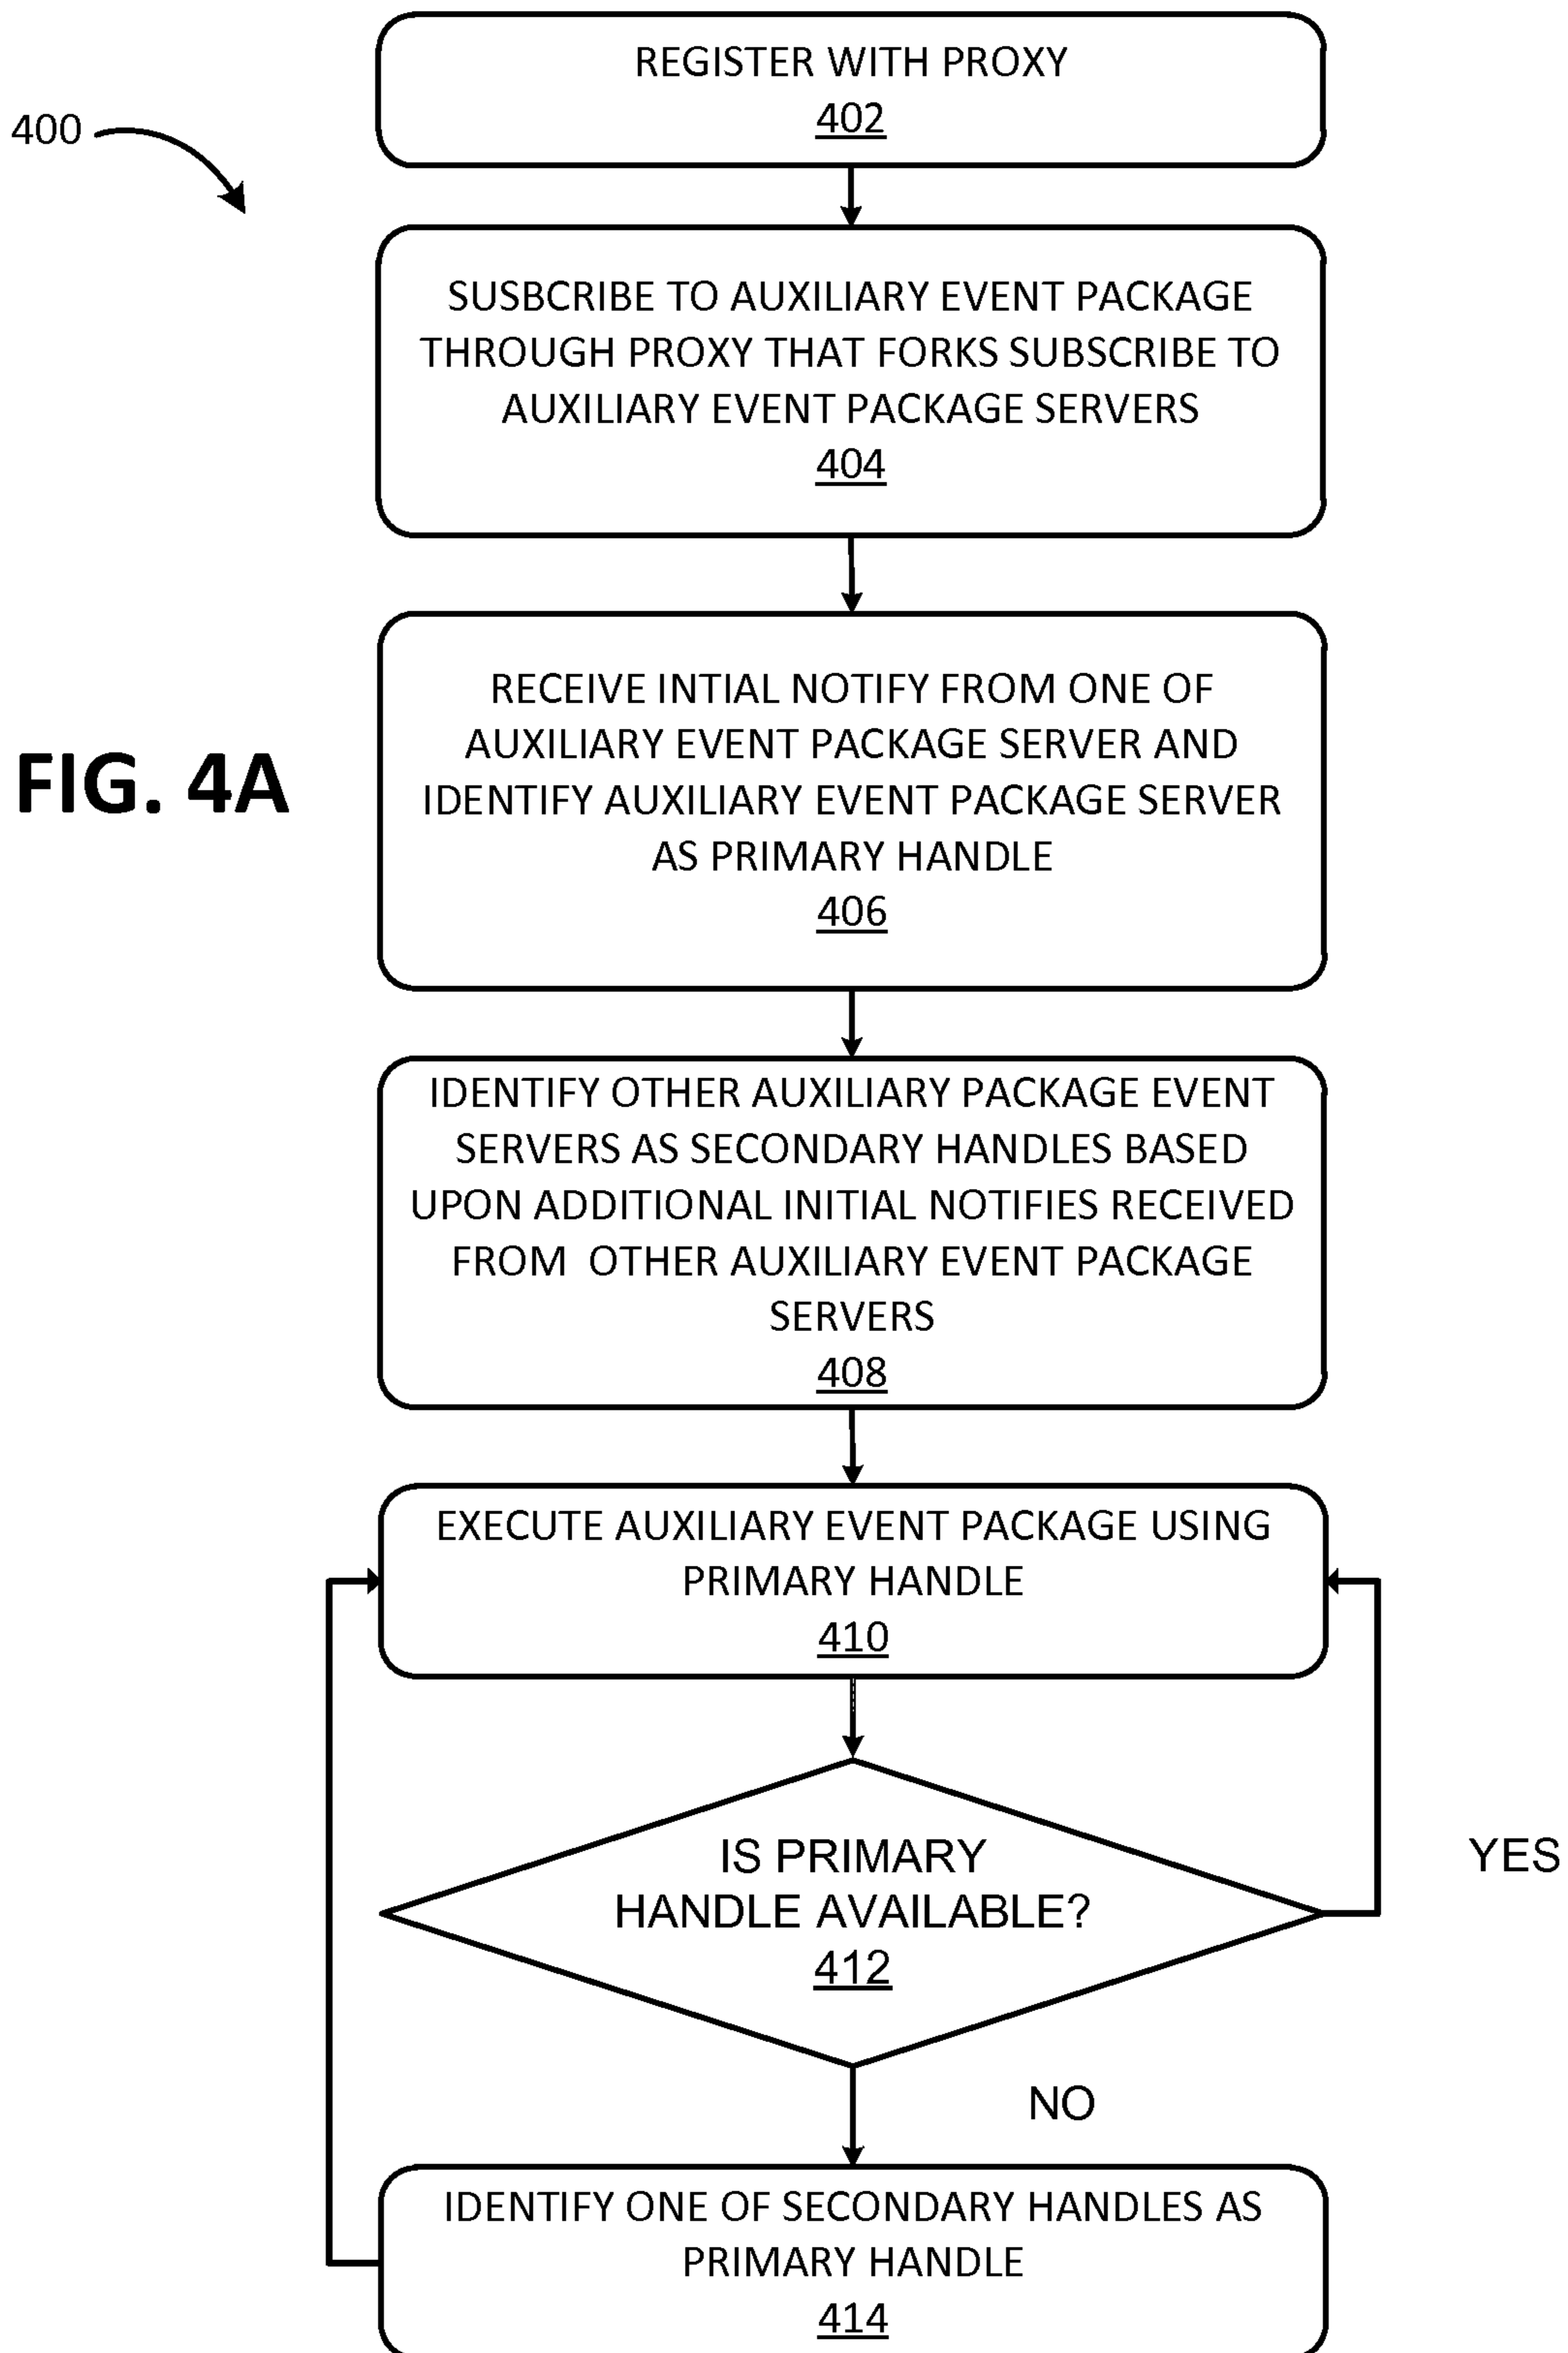 REGISTER WITH PROXY
402
400
SUSBCRIBE TO AUXILIARY EVENT PACKAGE
THROUGH PROXY THAT FORKS SUBSCRIBE TO
AUXILIARY EVENT PACKAGE SERVERS
404
RECEIVE INTIAL NOTIFY FROM ONE OF
AUXILIARY EVENT PACKAGE SERVER AND
IDENTIFY AUXILIARY EVENT PACKAGE SERVER
AS PRIMARY HANDLE
406
FIG. 4A
IDENTIFY OTHER AUXILIARY PACKAGE EVENT
SERVERS AS SECONDARY HANDLES BASED
UPON ADDITIONAL INITIAL NOTIFIES RECEIVED
FROM OTHER AUXILIARY EVENT PACKAGE
SERVERS
408
EXECUTE AUXILIARY EVENT PACKAGE USING
PRIMARY HANDLE
410
IS PRIMARY
HANDLE AVAILABLE?
412
YES
NO
IDENTIFY ONE OF SECONDARY HANDLES AS
PRIMARY HANDLE
414